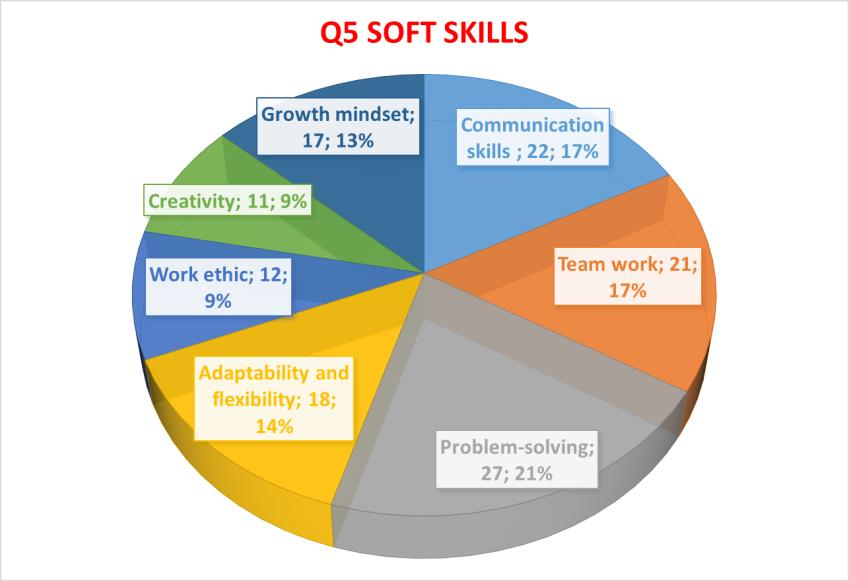 Q5 SOFT SKILLS
Growth mindset;
17; 13%
Communication
skills ; 22; 17%
Creativity; 11; 9%
Team work; 21;
17%
Work ethic; 12;
9%
Adaptability and
flexibility; 18;
14%
Problem-solving;
27; 21%